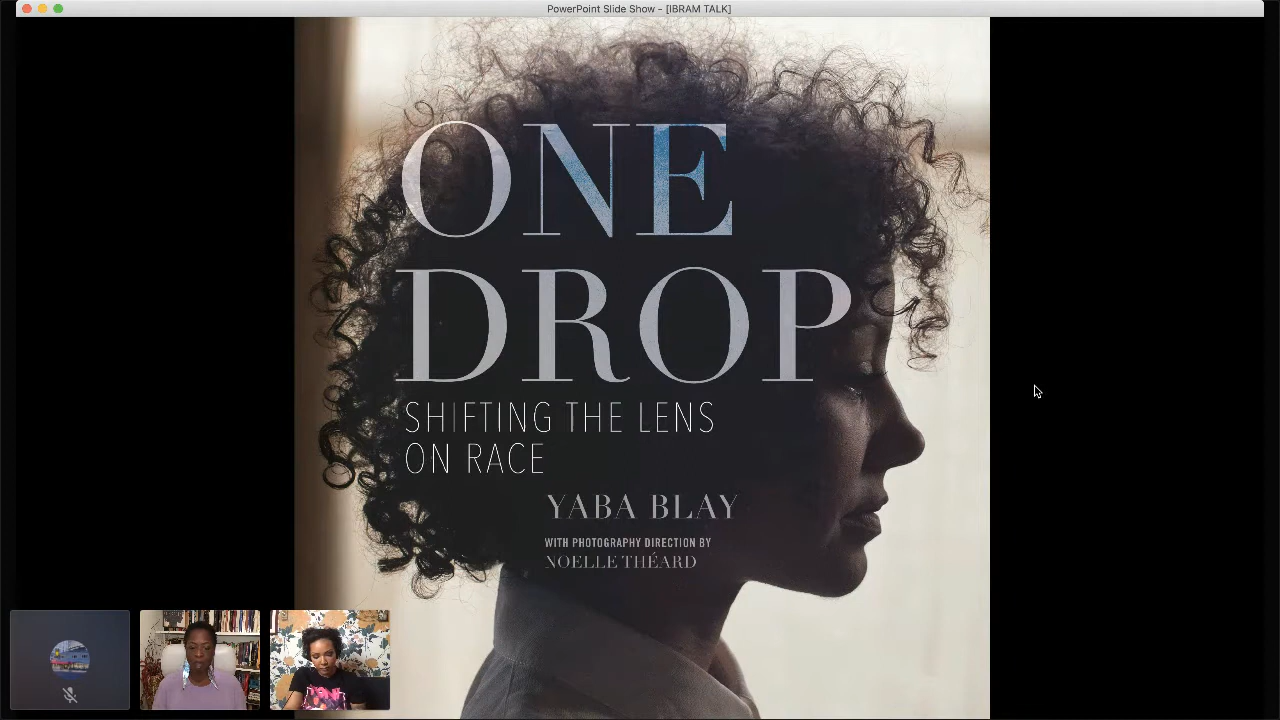 PowerPoint Slide Show - [IBRAM TALK]
ONE
DROP
SHIFTING THE LENS
ON RACE
YABA BLAY
WITH PHOTOGRAPHY DIRECTION BY
NOELLE THÉARD